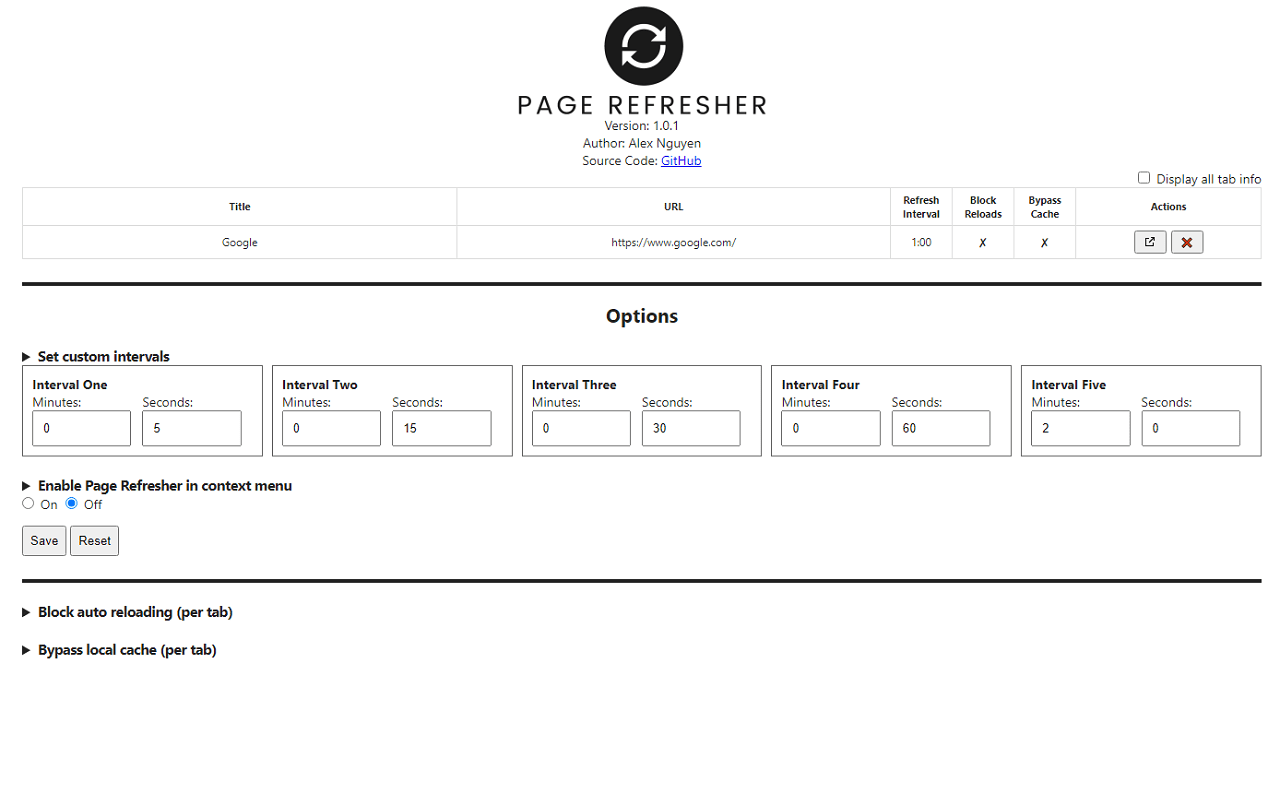 PAGE REFRESHER
Version: 1.0.1
Author: Alex Nguyen
Source Code: GitHub
Display all tab info
Title URL Refresh Interval Block Reloads Bypass Cache Actions
Google https://www.google.com/ 1:00 ✗ ✗
Options
▶ Set custom intervals
Interval One Interval Two Interval Three Interval Four Interval Five
Minutes: Seconds: Minutes: Seconds: Minutes: Seconds: Minutes: Seconds: Minutes: Seconds:
0 5 0 15 0 30 0 60 2 0
▶ Enable Page Refresher in context menu
On Off
Save Reset
▶ Block auto reloading (per tab)
▶ Bypass local cache (per tab)